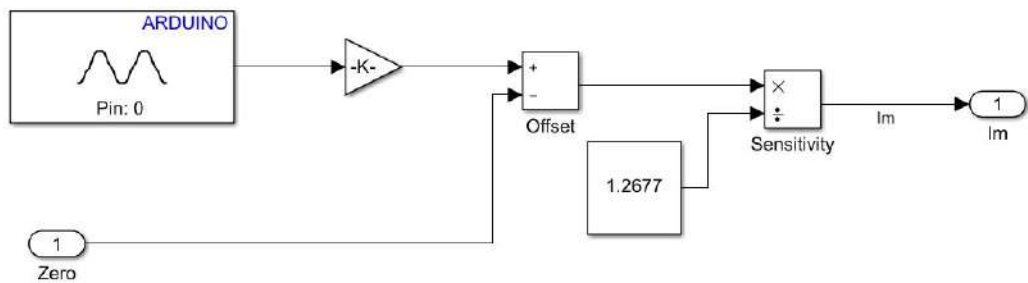 ARDUINO
Pin: 0
-K-
+
−
Offset
1.2677
×
÷
Sensitivity
Im
1
Im
1
Zero